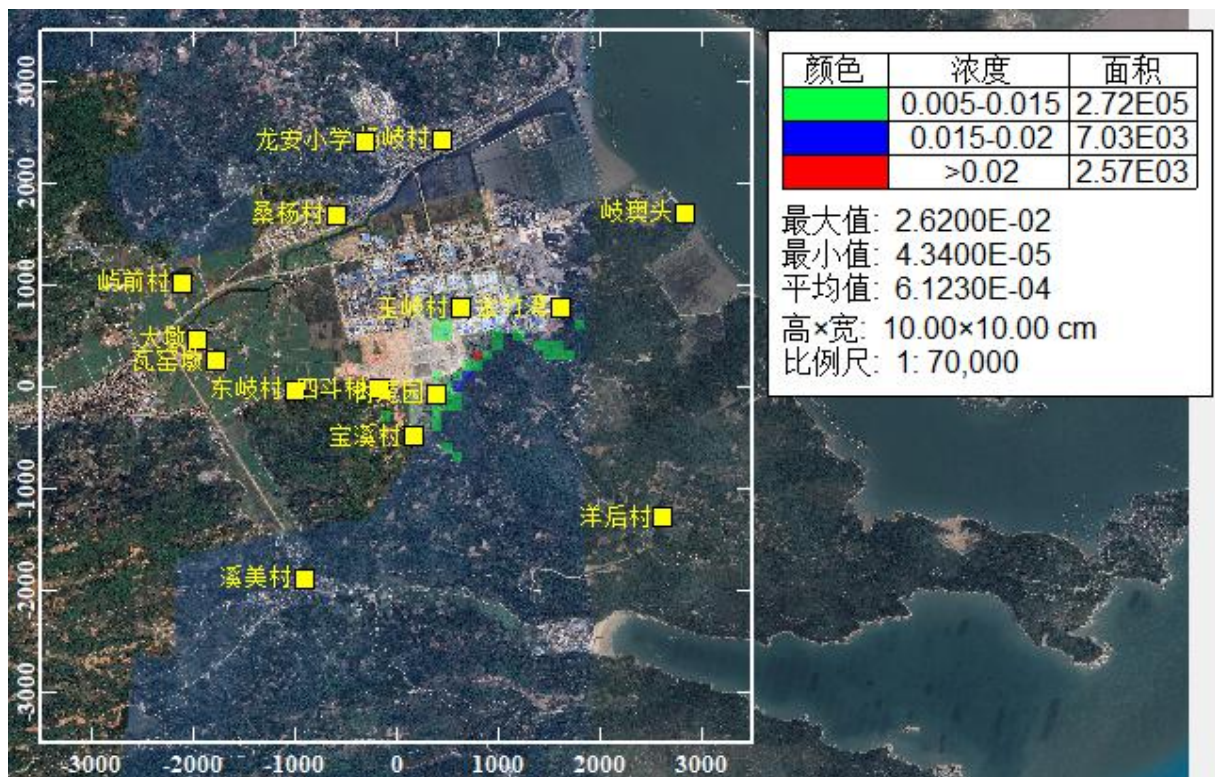 颜色 浓度 面积
0.005-0.015 2.72E05
0.015-0.02 7.03E03
>0.02 2.57E03
最大值: 2.6200E-02
最小值: 4.3400E-05
平均值: 6.1230E-04
高×宽: 10.00×10.00 cm
比例尺: 1: 70,000
3000
2000
1000
0
-1000
-2000
-3000
龙安小学
岐村
桑杨村
岐澳头
屿前村
玉岐村
大墩
瓦窑墩
东岐村
四斗
园
宝溪村
洋后村
溪美村
-3000 -2000 -1000 0 1000 2000 3000